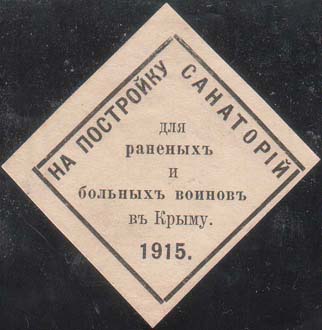 НА ПОСТРОЙКУ
САНАТОРІЙ
для
раненыхъ
и
больныхъ воиновъ
въ Крыму.
1915.